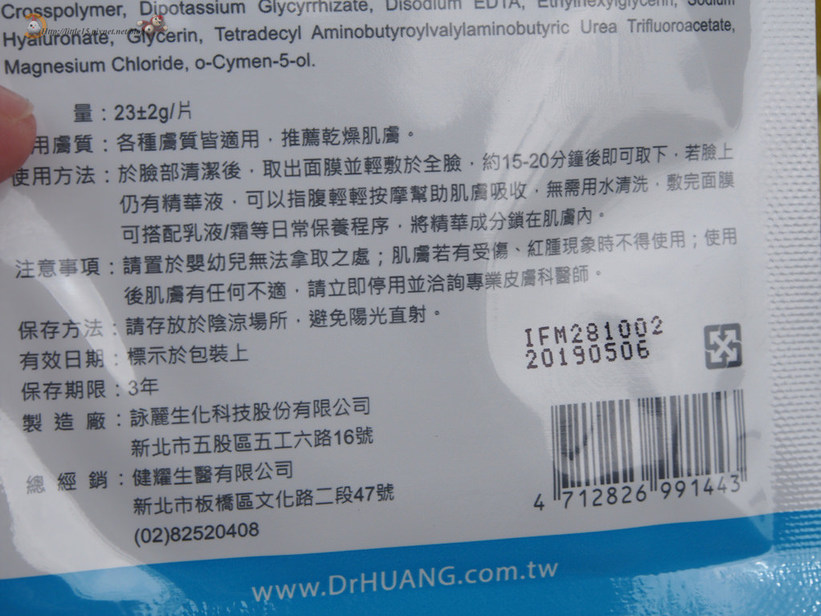 Crosspolymer, Dipotassium Glycyrrhizate, Disodium EDTA, Ethylhexylglycerin, Sodium
Hyaluronate, Glycerin, Tetradecyl Aminobutyroylvalylaminobutyric Urea Trifluoroacetate,
Magnesium Chloride, o-Cymen-5-ol.
量：23±2g/片
用膚質：各種膚質皆適用，推薦乾燥肌膚。
使用方法：於臉部清潔後，取出面膜並輕敷於全臉，約15-20分鐘後即可取下，若臉上
仍有精華液，可以指腹輕輕按摩幫助肌膚吸收，無需用水清洗，敷完面膜
可搭配乳液/霜等日常保養程序，將精華成分鎖在肌膚內。
注意事項：請置於嬰幼兒無法拿取之處；肌膚若有受傷、紅腫現象時不得使用；使用
後肌膚有任何不適，請立即停用並洽詢專業皮膚科醫師。
保存方法：請存放於陰涼場所，避免陽光直射。
有效日期：標示於包裝上
保存期限：3年
製造廠：詠麗生化科技股份有限公司
新北市五股區五工六路16號
總經銷：健耀生醫有限公司
新北市板橋區文化路二段47號
(02)82520408
IFM281002
20190506
4 712826 991443
www.DrHUANG.com.tw